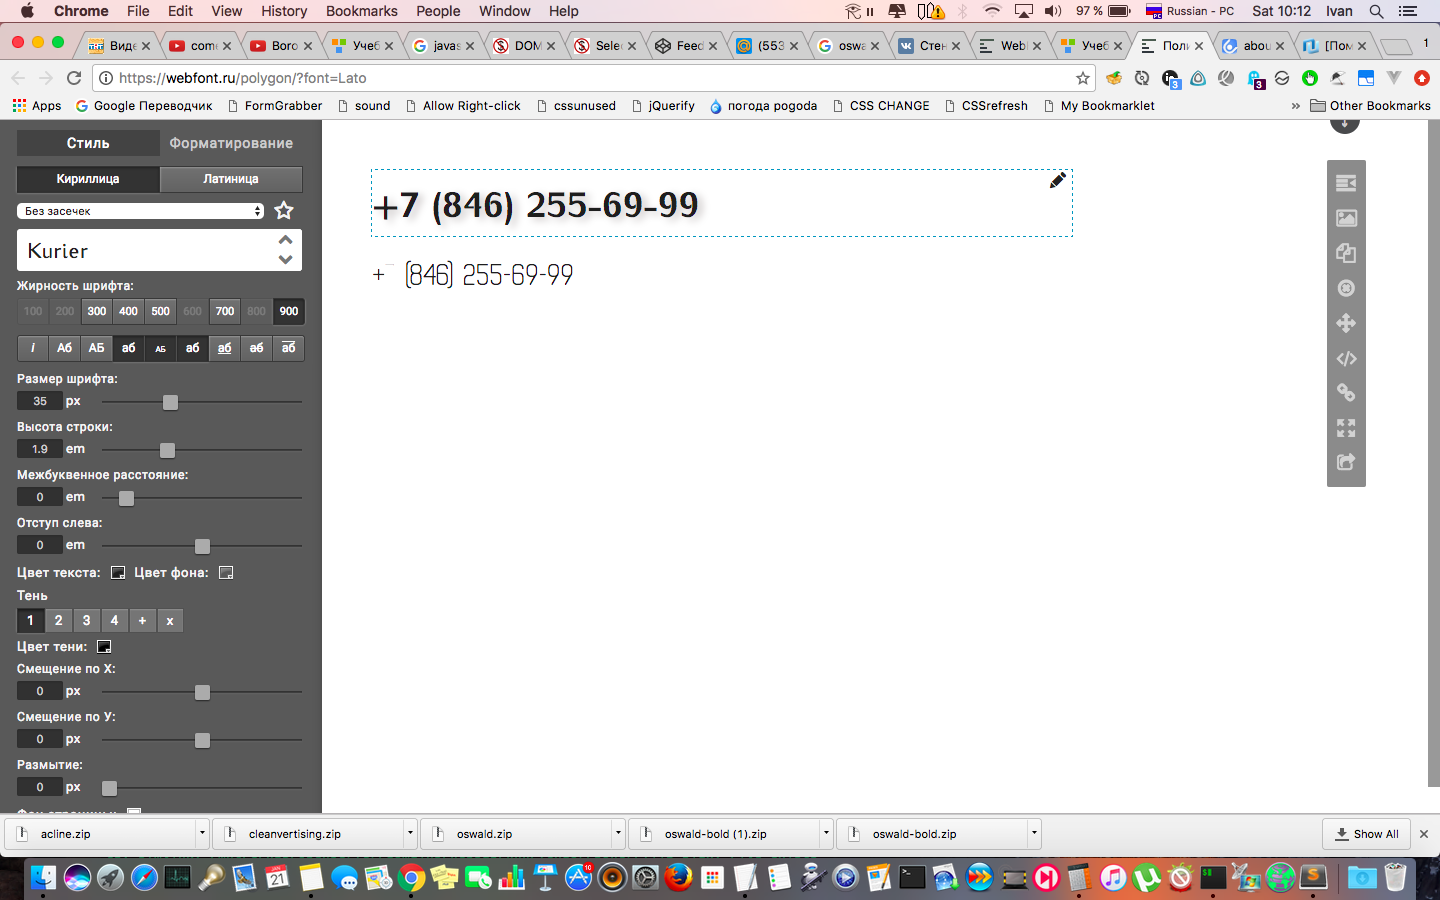 Chrome File Edit View History Bookmarks People Window Help 97 % Russian - PC Sat 10:12 Ivan
Виде come Boro Учеб javas DOM Selec Feed (553 oswa Стен WebF Учеб Поли abou [Пом 1
https://webfont.ru/polygon/?font=Lato
Apps Google Переводчик FormGrabber sound Allow Right-click cssunused jQuerify погода pogoda CSS CHANGE CSSrefresh My Bookmarklet » Other Bookmarks
Стиль Форматирование
Кириллица Латиница
Без засечек
Kurier
Жирность шрифта:
100 200 300 400 500 600 700 800 900
i Аб АБ аб АБ аб аб аб аб
Размер шрифта:
35 px
Высота строки:
1.9 em
Межбуквенное расстояние:
0 em
Отступ слева:
0 em
Цвет текста: Цвет фона:
Тень
1 2 3 4 + x
Цвет тени:
Смещение по X:
0 px
Смещение по У:
0 px
Размытие:
0 px
+7 (846) 255-69-99
+ (846) 255-69-99
acline.zip cleanvertising.zip oswald.zip oswald-bold (1).zip oswald-bold.zip Show All